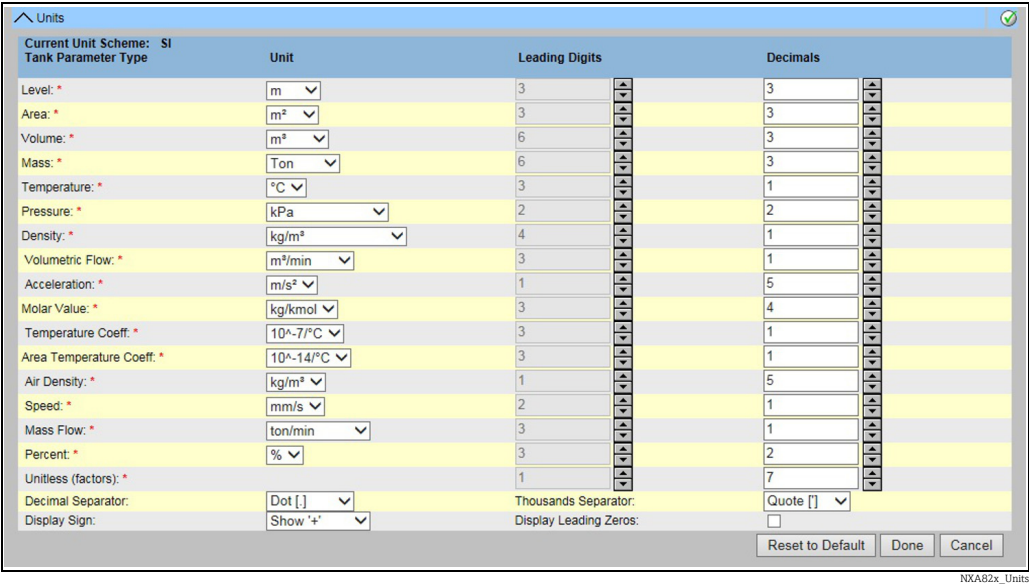 Units
Current Unit Scheme: SI
Tank Parameter Type Unit Leading Digits Decimals
Level: * m 3 3
Area: * m² 3 3
Volume: * m³ 6 3
Mass: * Ton 6 3
Temperature: * °C 3 1
Pressure: * kPa 2 2
Density: * kg/m³ 4 1
Volumetric Flow: * m³/min 3 1
Acceleration: * m/s² 1 5
Molar Value: * kg/kmol 3 4
Temperature Coeff: * 10^-7/°C 3 1
Area Temperature Coeff: * 10^-14/°C 3 1
Air Density: * kg/m³ 1 5
Speed: * mm/s 2 1
Mass Flow: * ton/min 3 1
Percent: * % 3 2
Unitless (factors): * 1 7
Decimal Separator: Dot [.] Thousands Separator: Quote [']
Display Sign: Show '+' Display Leading Zeros:
Reset to Default Done Cancel
NXA82x_Units